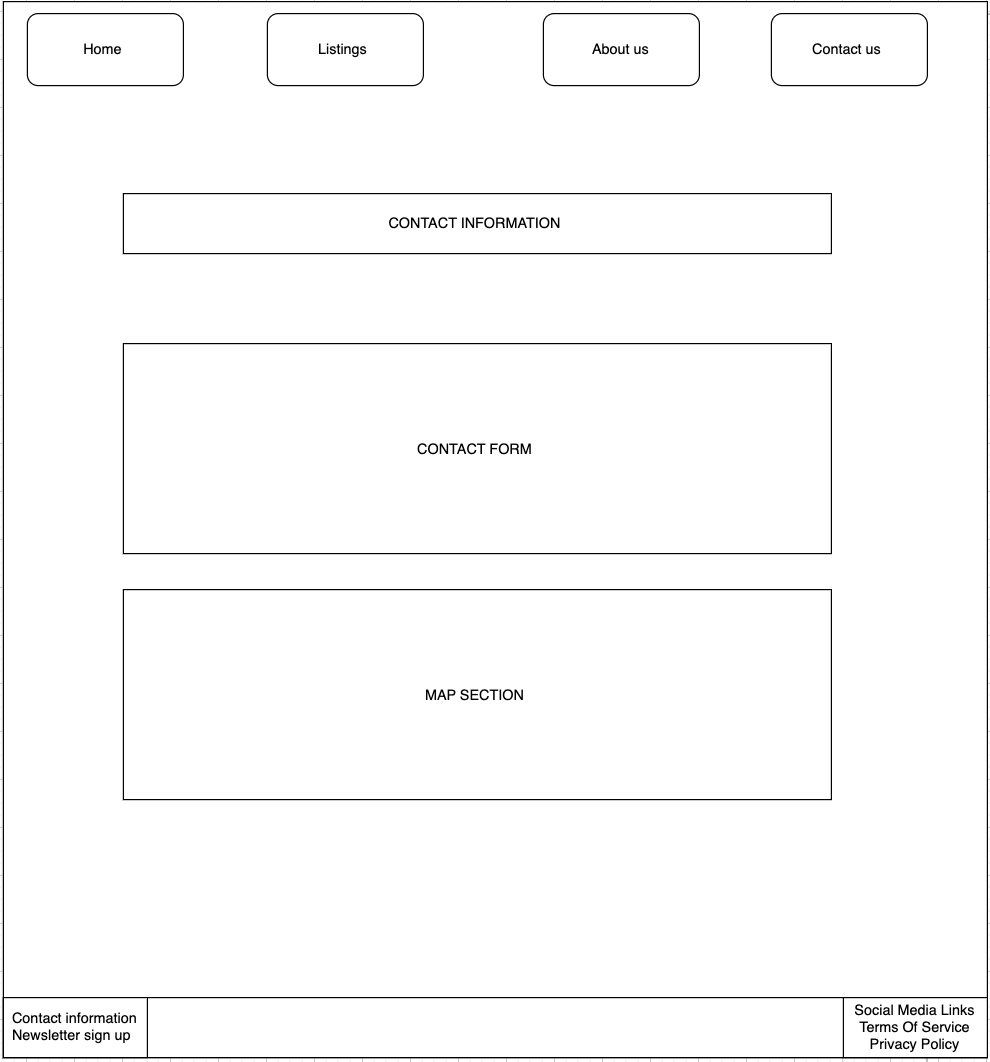 Home
Listings
About us
Contact us
CONTACT INFORMATION
CONTACT FORM
MAP SECTION
Contact information
Newsletter sign up
Social Media Links
Terms Of Service
Privacy Policy